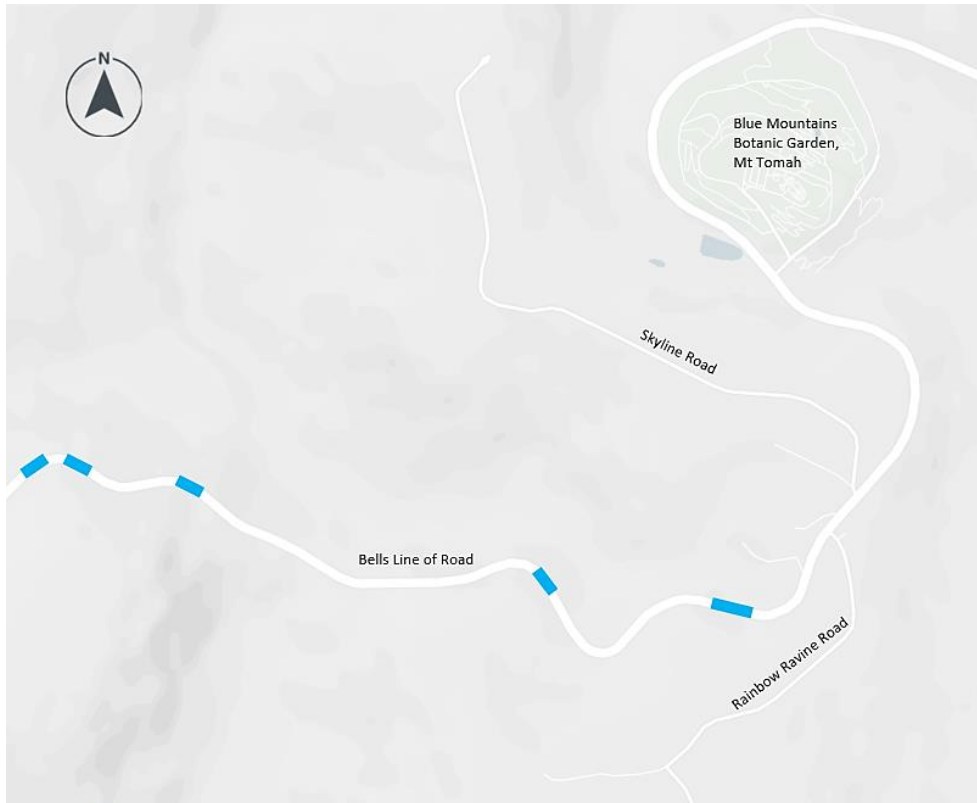 N
Blue Mountains
Botanic Garden,
Mt Tomah
Skyline Road
Bells Line of Road
Rainbow Ravine Road